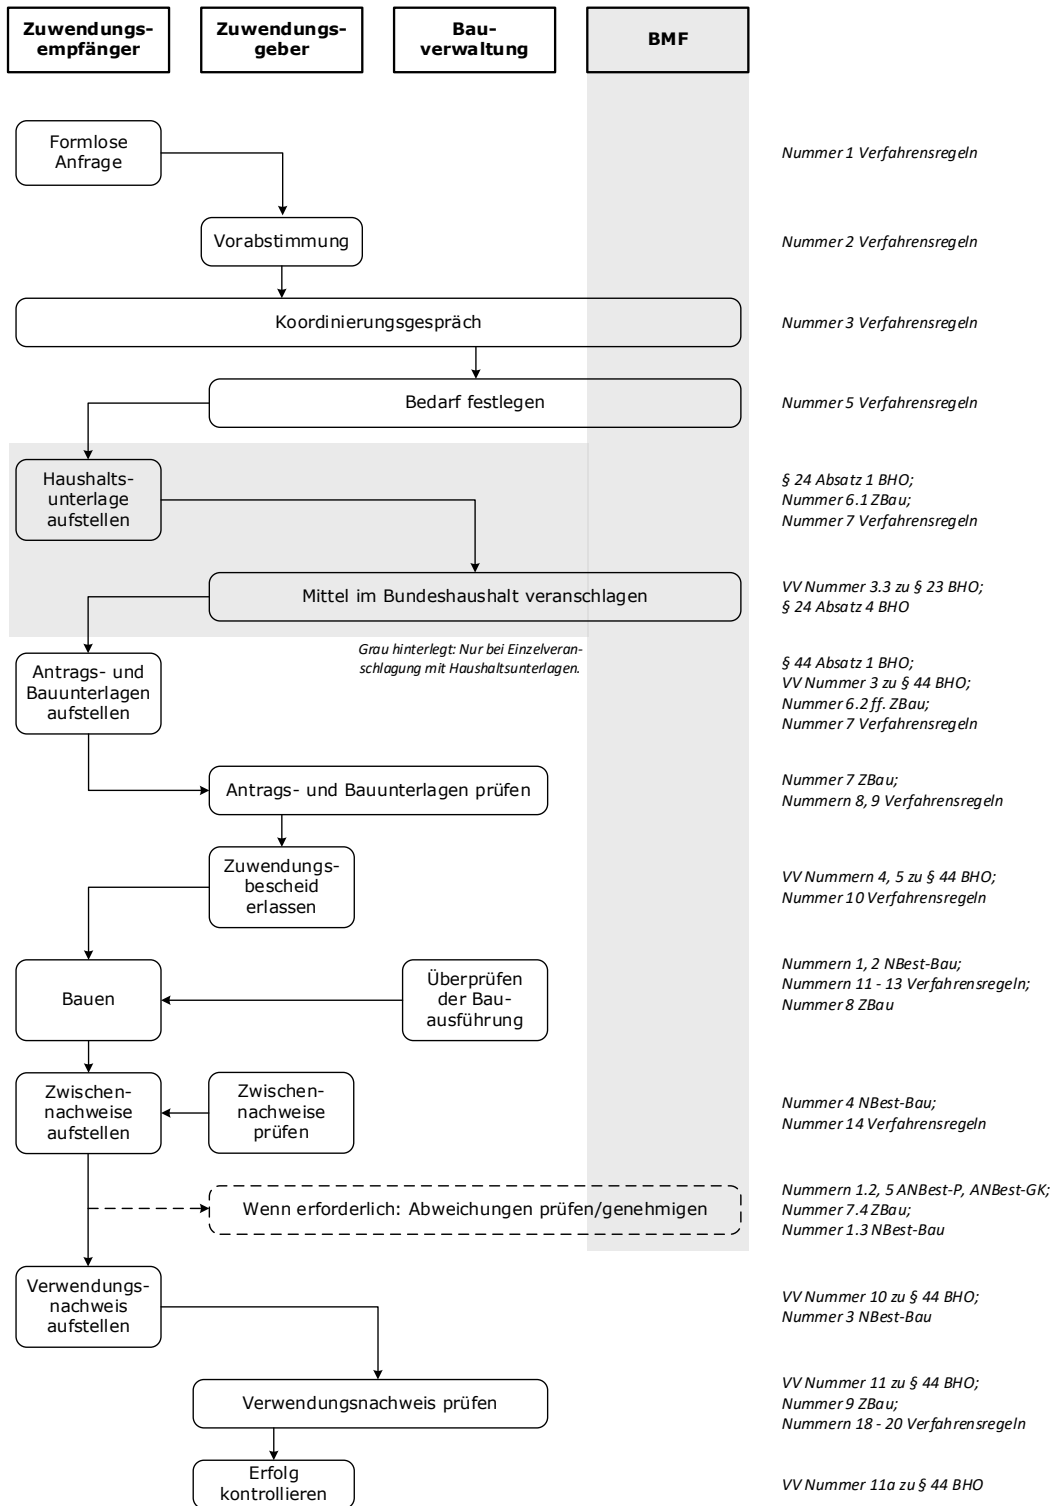 Zuwendungs-
empfänger
Zuwendungs-
geber
Bau-
verwaltung
BMF
Formlose
Anfrage
Nummer 1 Verfahrensregeln
Vorabstimmung
Nummer 2 Verfahrensregeln
Koordinierungsgespräch
Nummer 3 Verfahrensregeln
Bedarf festlegen
Nummer 5 Verfahrensregeln
Haushalts-
unterlage
aufstellen
§ 24 Absatz 1 BHO;
Nummer 6.1 ZBau;
Nummer 7 Verfahrensregeln
Mittel im Bundeshaushalt veranschlagen
VV Nummer 3.3 zu § 23 BHO;
§ 24 Absatz 4 BHO
Grau hinterlegt: Nur bei Einzelveran-
schlagung mit Haushaltsunterlagen.
Antrags- und
Bauunterlagen
aufstellen
§ 44 Absatz 1 BHO;
VV Nummer 3 zu § 44 BHO;
Nummer 6.2 ff. ZBau;
Nummer 7 Verfahrensregeln
Antrags- und Bauunterlagen prüfen
Nummer 7 ZBau;
Nummern 8, 9 Verfahrensregeln
Zuwendungs-
bescheid
erlassen
VV Nummern 4, 5 zu § 44 BHO;
Nummer 10 Verfahrensregeln
Bauen
Überprüfen
der Bau-
ausführung
Nummern 1, 2 NBest-Bau;
Nummern 11 - 13 Verfahrensregeln;
Nummer 8 ZBau
Zwischen-
nachweise
aufstellen
Zwischen-
nachweise
prüfen
Nummer 4 NBest-Bau;
Nummer 14 Verfahrensregeln
Wenn erforderlich: Abweichungen prüfen/genehmigen
Nummern 1.2, 5 ANBest-P, ANBest-GK;
Nummer 7.4 ZBau;
Nummer 1.3 NBest-Bau
Verwendungs-
nachweis
aufstellen
VV Nummer 10 zu § 44 BHO;
Nummer 3 NBest-Bau
Verwendungsnachweis prüfen
VV Nummer 11 zu § 44 BHO;
Nummer 9 ZBau;
Nummern 18 - 20 Verfahrensregeln
Erfolg
kontrollieren
VV Nummer 11a zu § 44 BHO